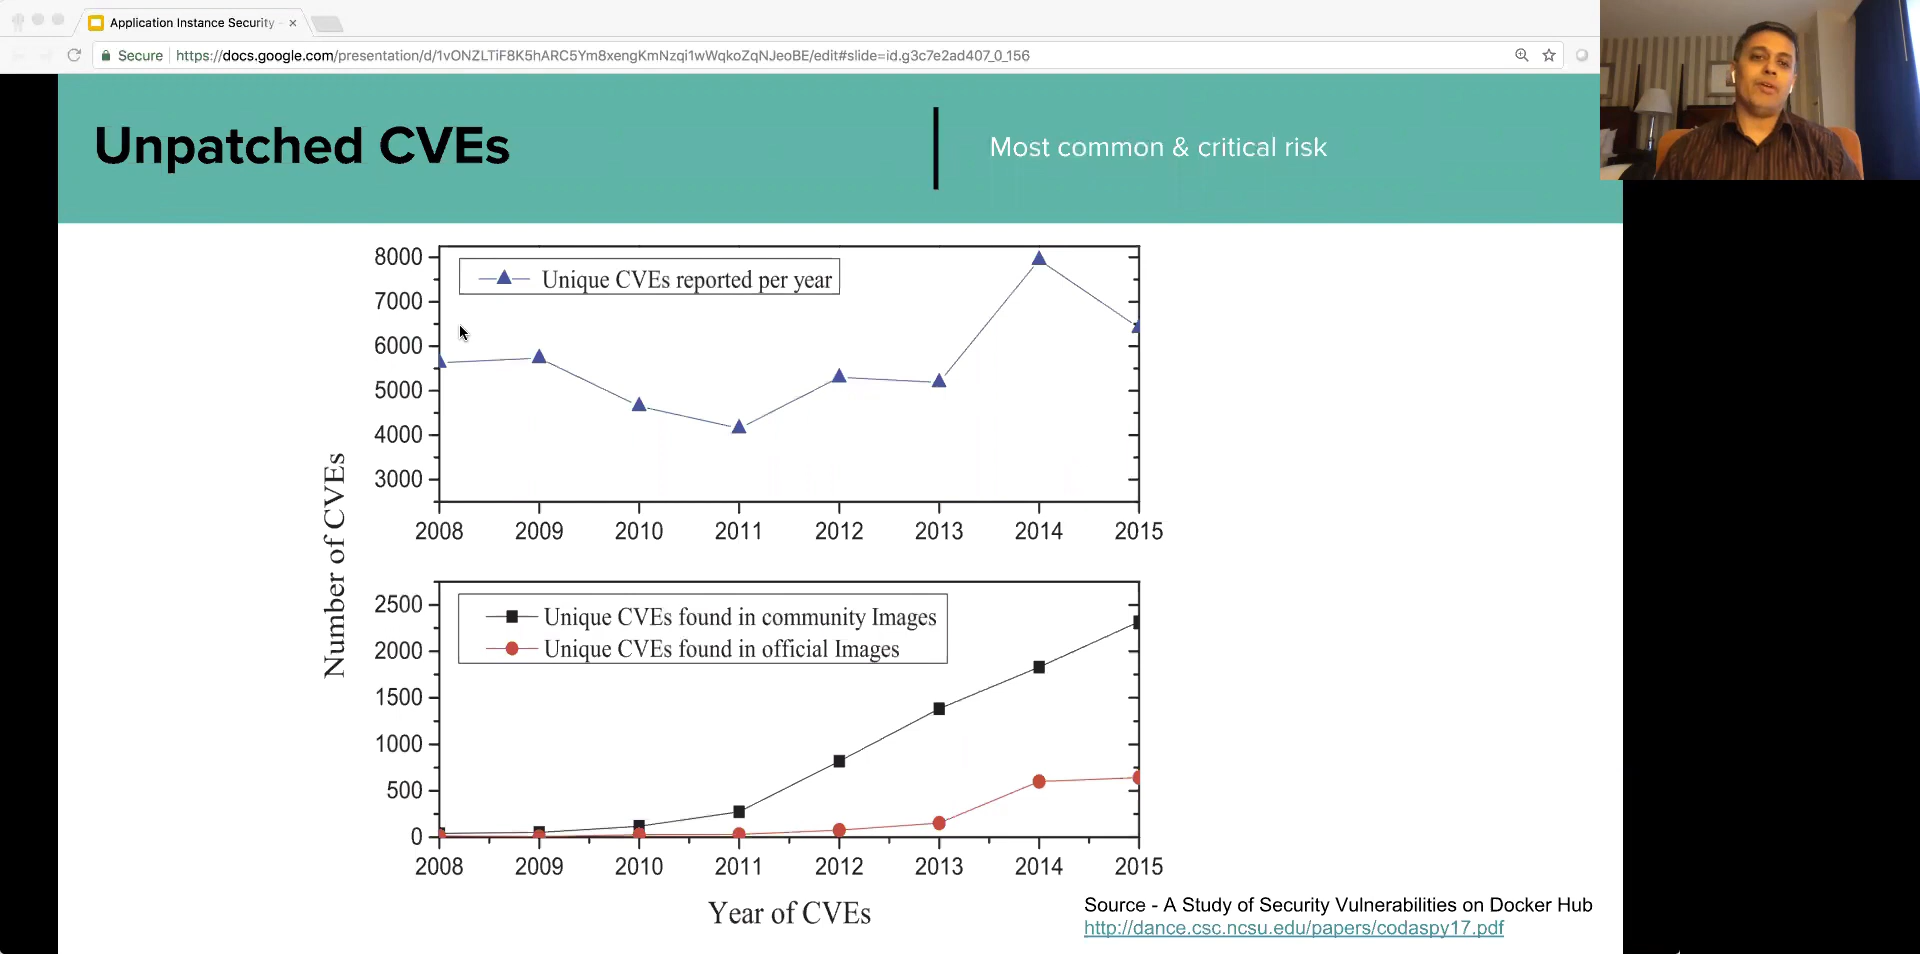 Application Instance Security -
Secure
https://docs.google.com/presentation/d/1vONZLTiF8K5hARC5Ym8xengKmNzqi1wWqkoZqNJeoBE/edit#slide=id.g3c7e2ad407_0_156
Unpatched CVEs
Most common & critical risk
8000
7000
6000
5000
4000
3000
Unique CVEs reported per year
2008 2009 2010 2011 2012 2013 2014 2015
Number of CVEs
2500
2000
1500
1000
500
0
Unique CVEs found in community Images
Unique CVEs found in official Images
2008 2009 2010 2011 2012 2013 2014 2015
Year of CVEs
Source - A Study of Security Vulnerabilities on Docker Hub
http://dance.csc.ncsu.edu/papers/codaspy17.pdf